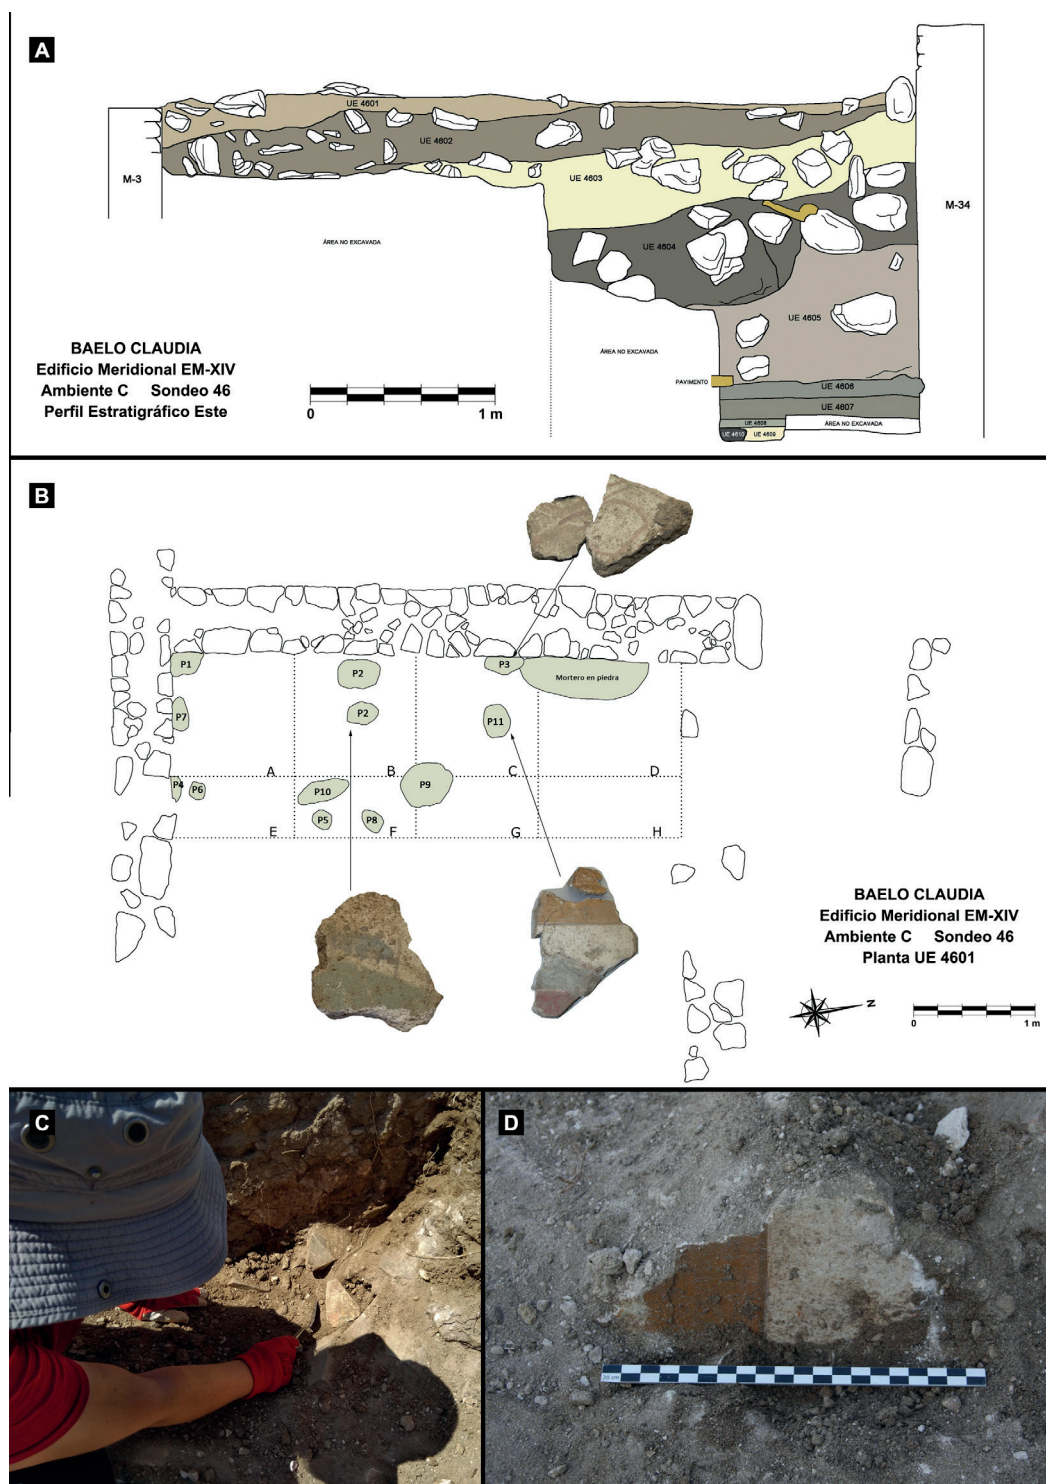 A
UE 4601
UE 4602
M-3
UE 4603
M-34
UE 4604
ÁREA NO EXCAVADA
UE 4605
BAELO CLAUDIA
Edificio Meridional EM-XIV
Ambiente C Sondeo 46
Perfil Estratigráfico Este
0 1 m
ÁREA NO EXCAVADA
PAVIMENTO
UE 4606
UE 4607
UE 4608
ÁREA NO EXCAVADA
UE 4610
UE 4609
B
P1
P2
P3
Mortero en piedra
P7
P2
P11
A
B
C
D
P4
P6
P10
P9
P5
P8
E
F
G
H
BAELO CLAUDIA
Edificio Meridional EM-XIV
Ambiente C Sondeo 46
Planta UE 4601
N
0 1 m
C
D
20 cm